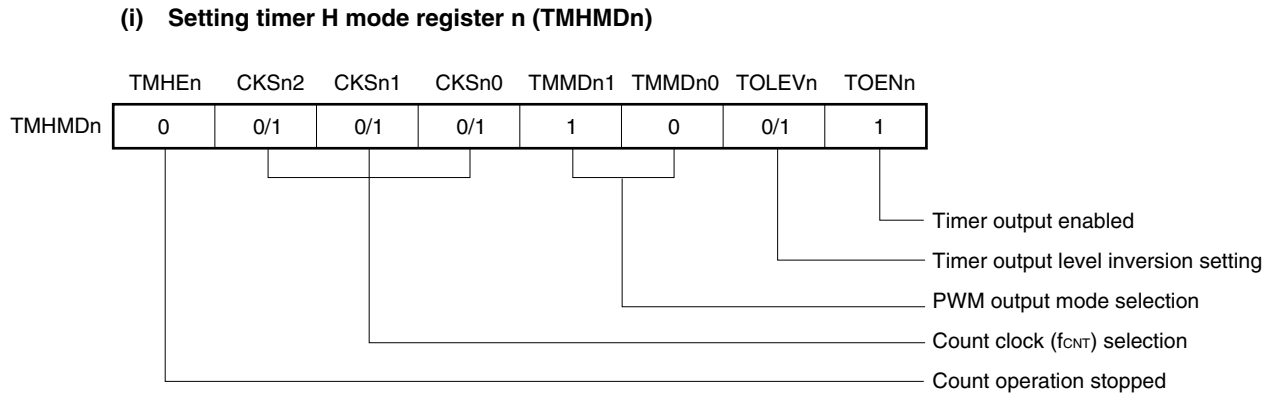 (i) Setting timer H mode register n (TMHMDn)
TMHEn CKSn2 CKSn1 CKSn0 TMMDn1 TMMDn0 TOLEVn TOENn
TMHMDn 0 0/1 0/1 0/1 1 0 0/1 1
Timer output enabled
Timer output level inversion setting
PWM output mode selection
Count clock (fCNT) selection
Count operation stopped